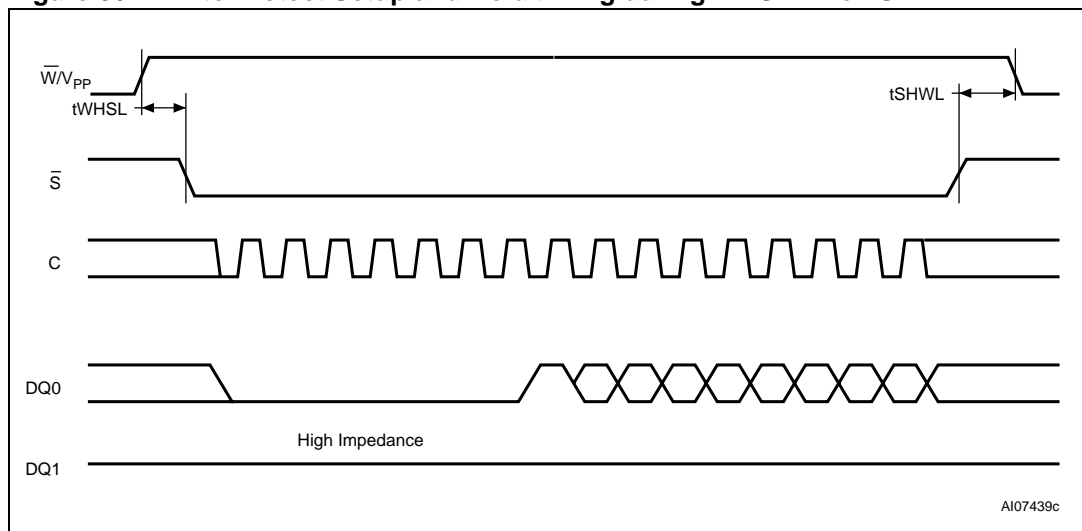 W̅/VPP
tWHSL
tSHWL
S̅
C
DQ0
High Impedance
DQ1
AI07439c